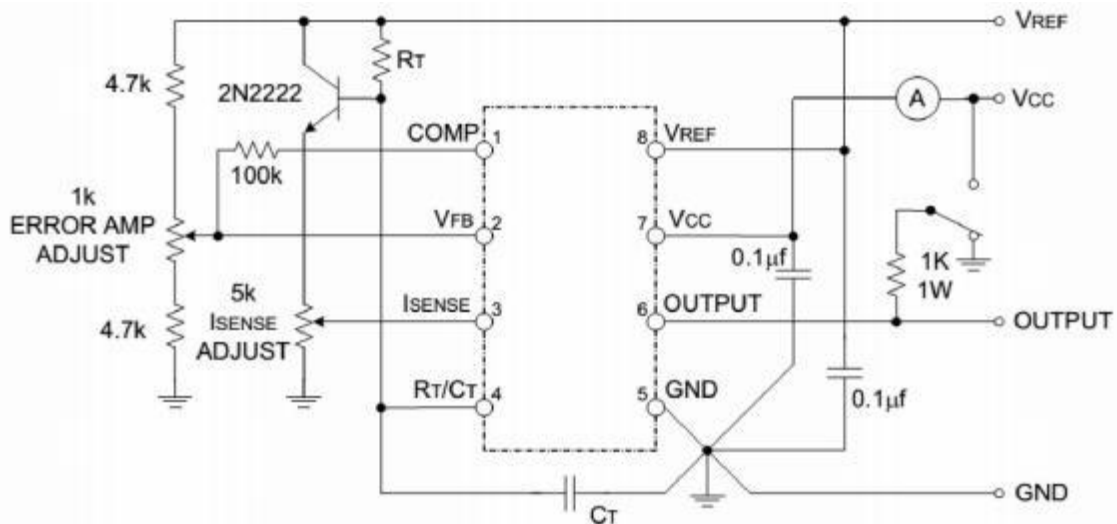 VREF
4.7k
RT
2N2222
A
VCC
COMP
1
8
VREF
100k
1k
ERROR AMP
ADJUST
VFB
2
7
VCC
0.1µf
1K
1W
5k
ISENSE
ADJUST
ISENSE
3
6
OUTPUT
OUTPUT
4.7k
RT/CT
4
5
GND
0.1µf
CT
GND